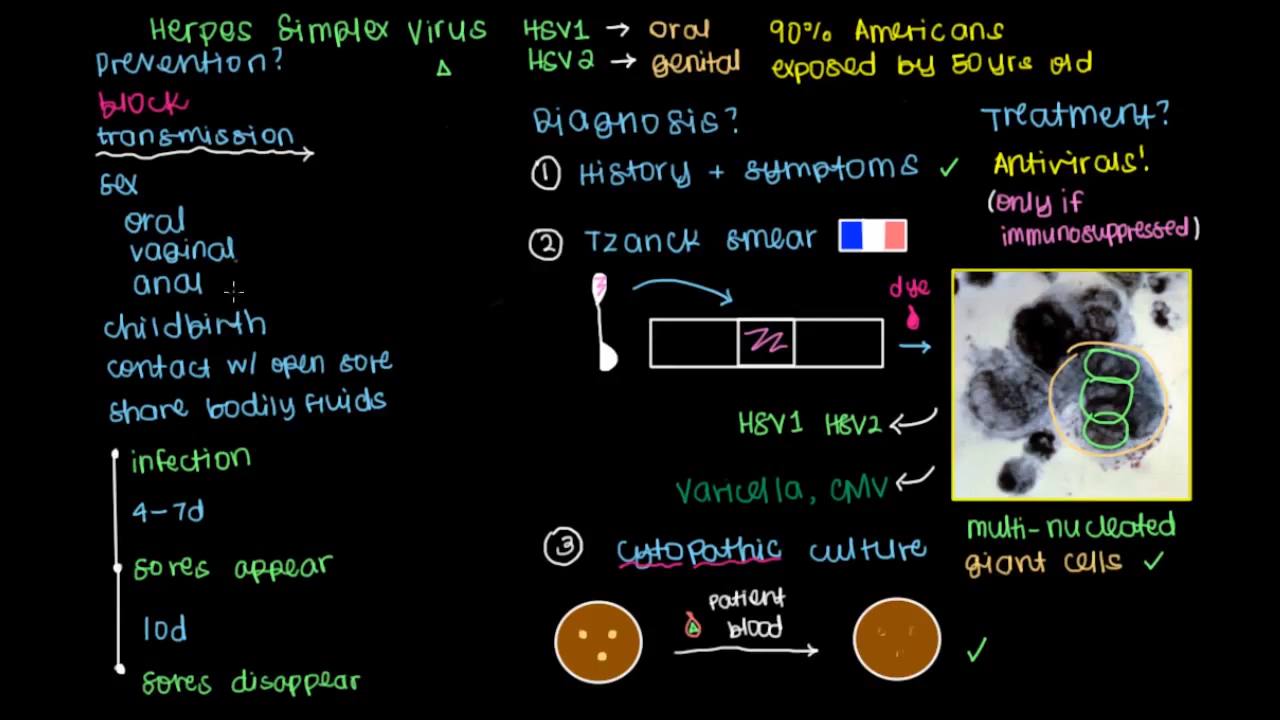 Herpes Simplex Virus
HSV1 → oral
HSV2 → genital
90% Americans
exposed by 50 yrs old
Prevention?
block
transmission
sex
oral
vaginal
anal
childbirth
contact w/ open sore
share bodily fluids
infection
4-7d
sores appear
10d
sores disappear
Diagnosis?
1 History + symptoms ✓
2 Tzanck smear
dye
HSV1 HSV2
Varicella, CMV
3 cytopathic culture
patient
blood
Treatment?
Antivirals!
(only if
immunosuppressed)
multi-nucleated
giant cells ✓